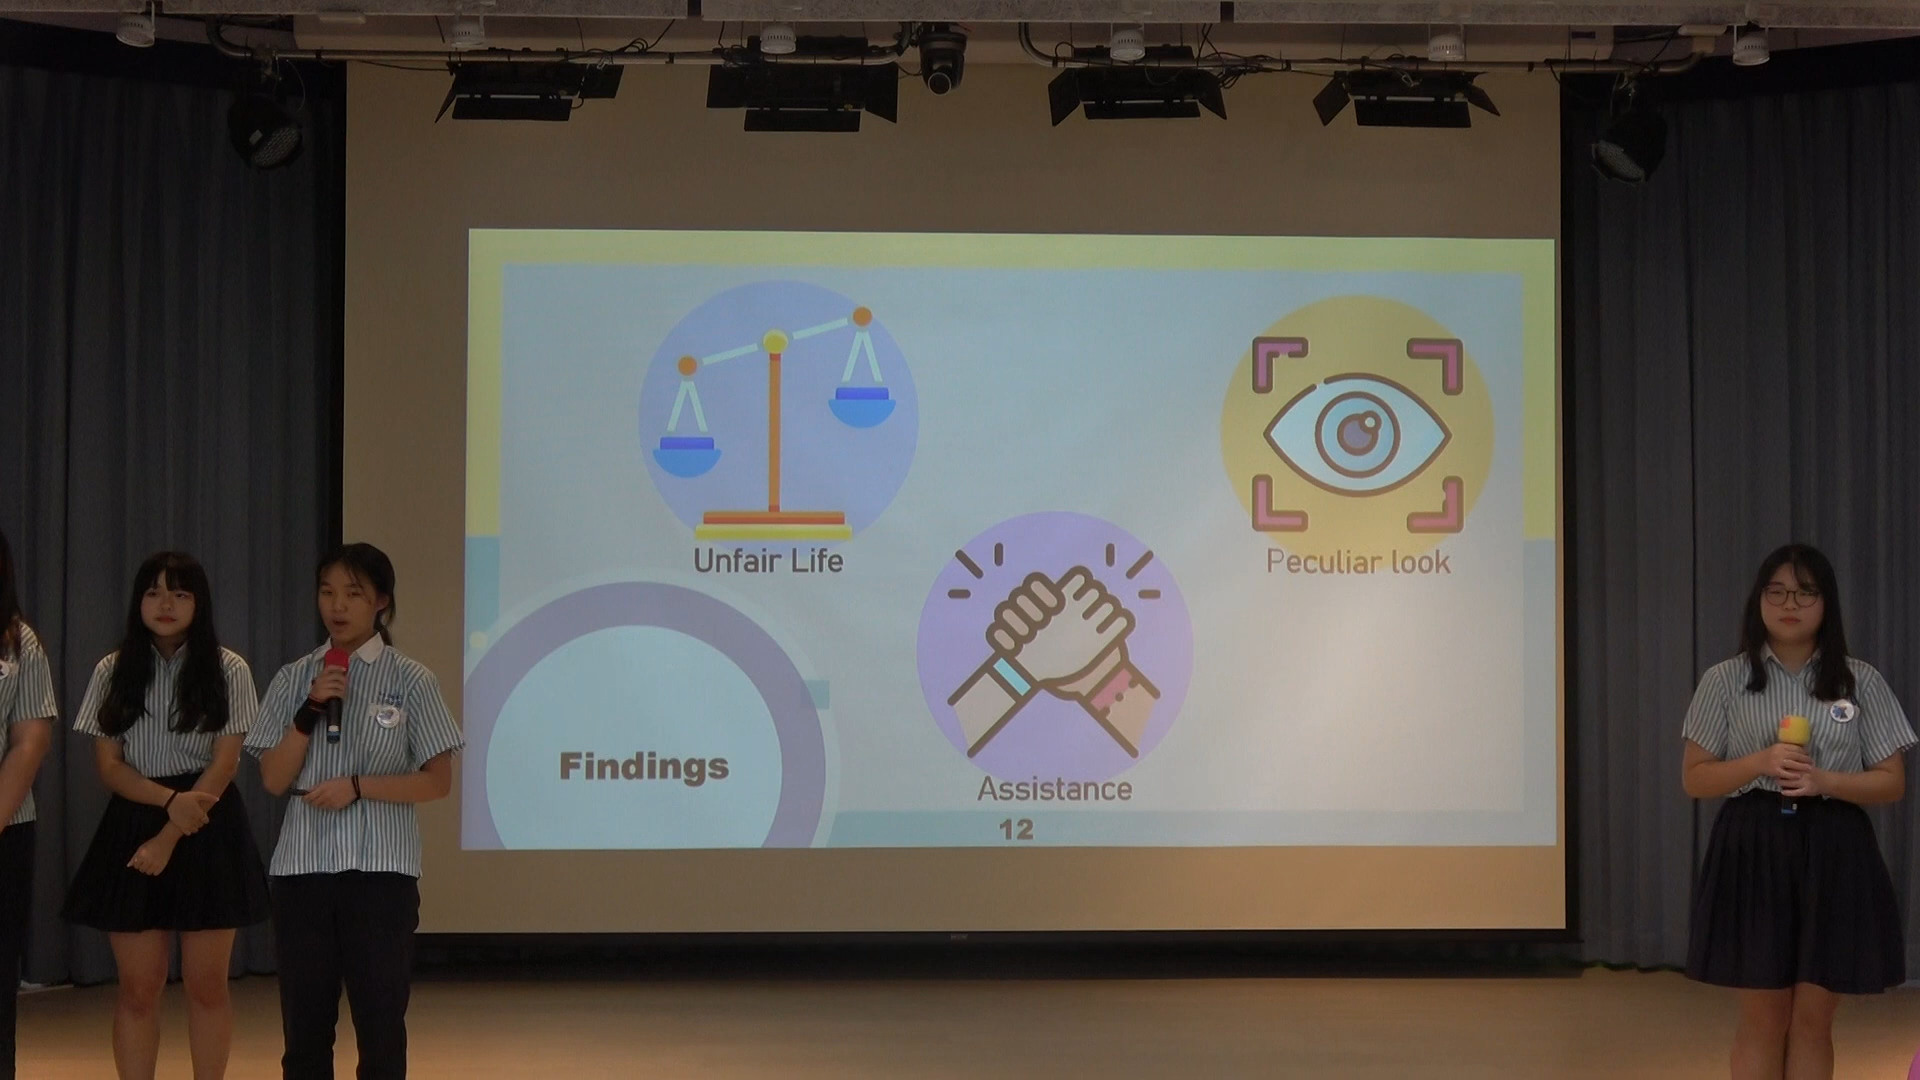 Unfair Life
Peculiar look
Findings
Assistance
12